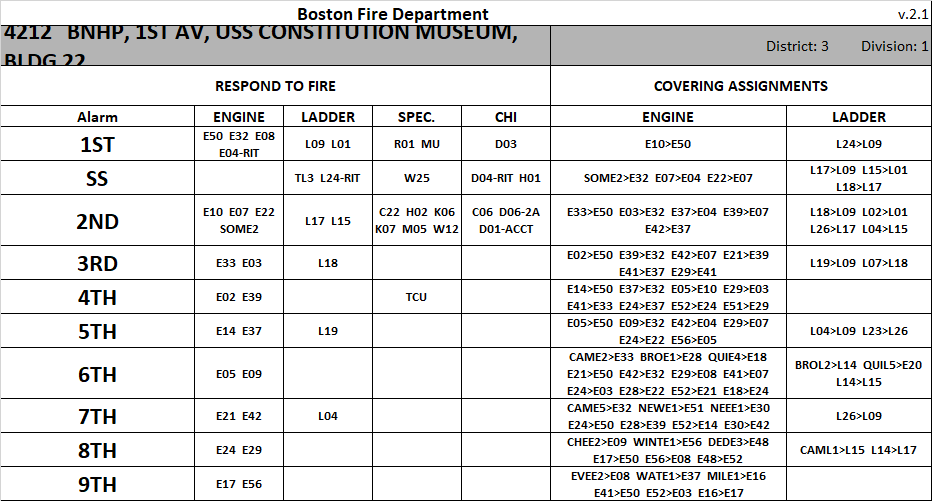 Boston Fire Department v.2.1
4212 BNHP, 1ST AV, USS CONSTITUTION MUSEUM,
BLDG 22
District: 3 Division: 1
RESPOND TO FIRE COVERING ASSIGNMENTS
Alarm ENGINE LADDER SPEC. CHI ENGINE LADDER
1ST
E50 E32 E08
E04-RIT
L09 L01
R01 MU
D03
E10>E50
L24>L09
SS
TL3 L24-RIT
W25
D04-RIT H01
SOME2>E32 E07>E04 E22>E07
L17>L09 L15>L01
L18>L17
2ND
E10 E07 E22
SOME2
L17 L15
C22 H02 K06
K07 M05 W12
C06 D06-2A
D01-ACCT
E33>E50 E03>E32 E37>E04 E39>E07
E42>E37
L18>L09 L02>L01
L26>L17 L04>L15
3RD
E33 E03
L18
E02>E50 E39>E32 E42>E07 E21>E39
E41>E37 E29>E41
L19>L09 L07>L18
4TH
E02 E39
TCU
E14>E50 E37>E32 E05>E10 E29>E03
E41>E33 E24>E37 E52>E24 E51>E29
5TH
E14 E37
L19
E05>E50 E09>E32 E42>E04 E29>E07
E24>E22 E56>E05
L04>L09 L23>L26
6TH
E05 E09
CAME2>E33 BROE1>E28 QUIE4>E18
E21>E50 E42>E32 E29>E08 E41>E07
E24>E03 E28>E22 E52>E21 E18>E24
BROL2>L14 QUIL5>E20
L14>L15
7TH
E21 E42
L04
CAME5>E32 NEWE1>E51 NEEE1>E30
E24>E50 E28>E39 E52>E14 E30>E42
L26>L09
8TH
E24 E29
CHEE2>E09 WINTE1>E56 DEDE3>E48
E17>E50 E56>E08 E48>E52
CAML1>L15 L14>L17
9TH
E17 E56
EVEE2>E08 WATE1>E37 MILE1>E16
E41>E50 E52>E03 E16>E17